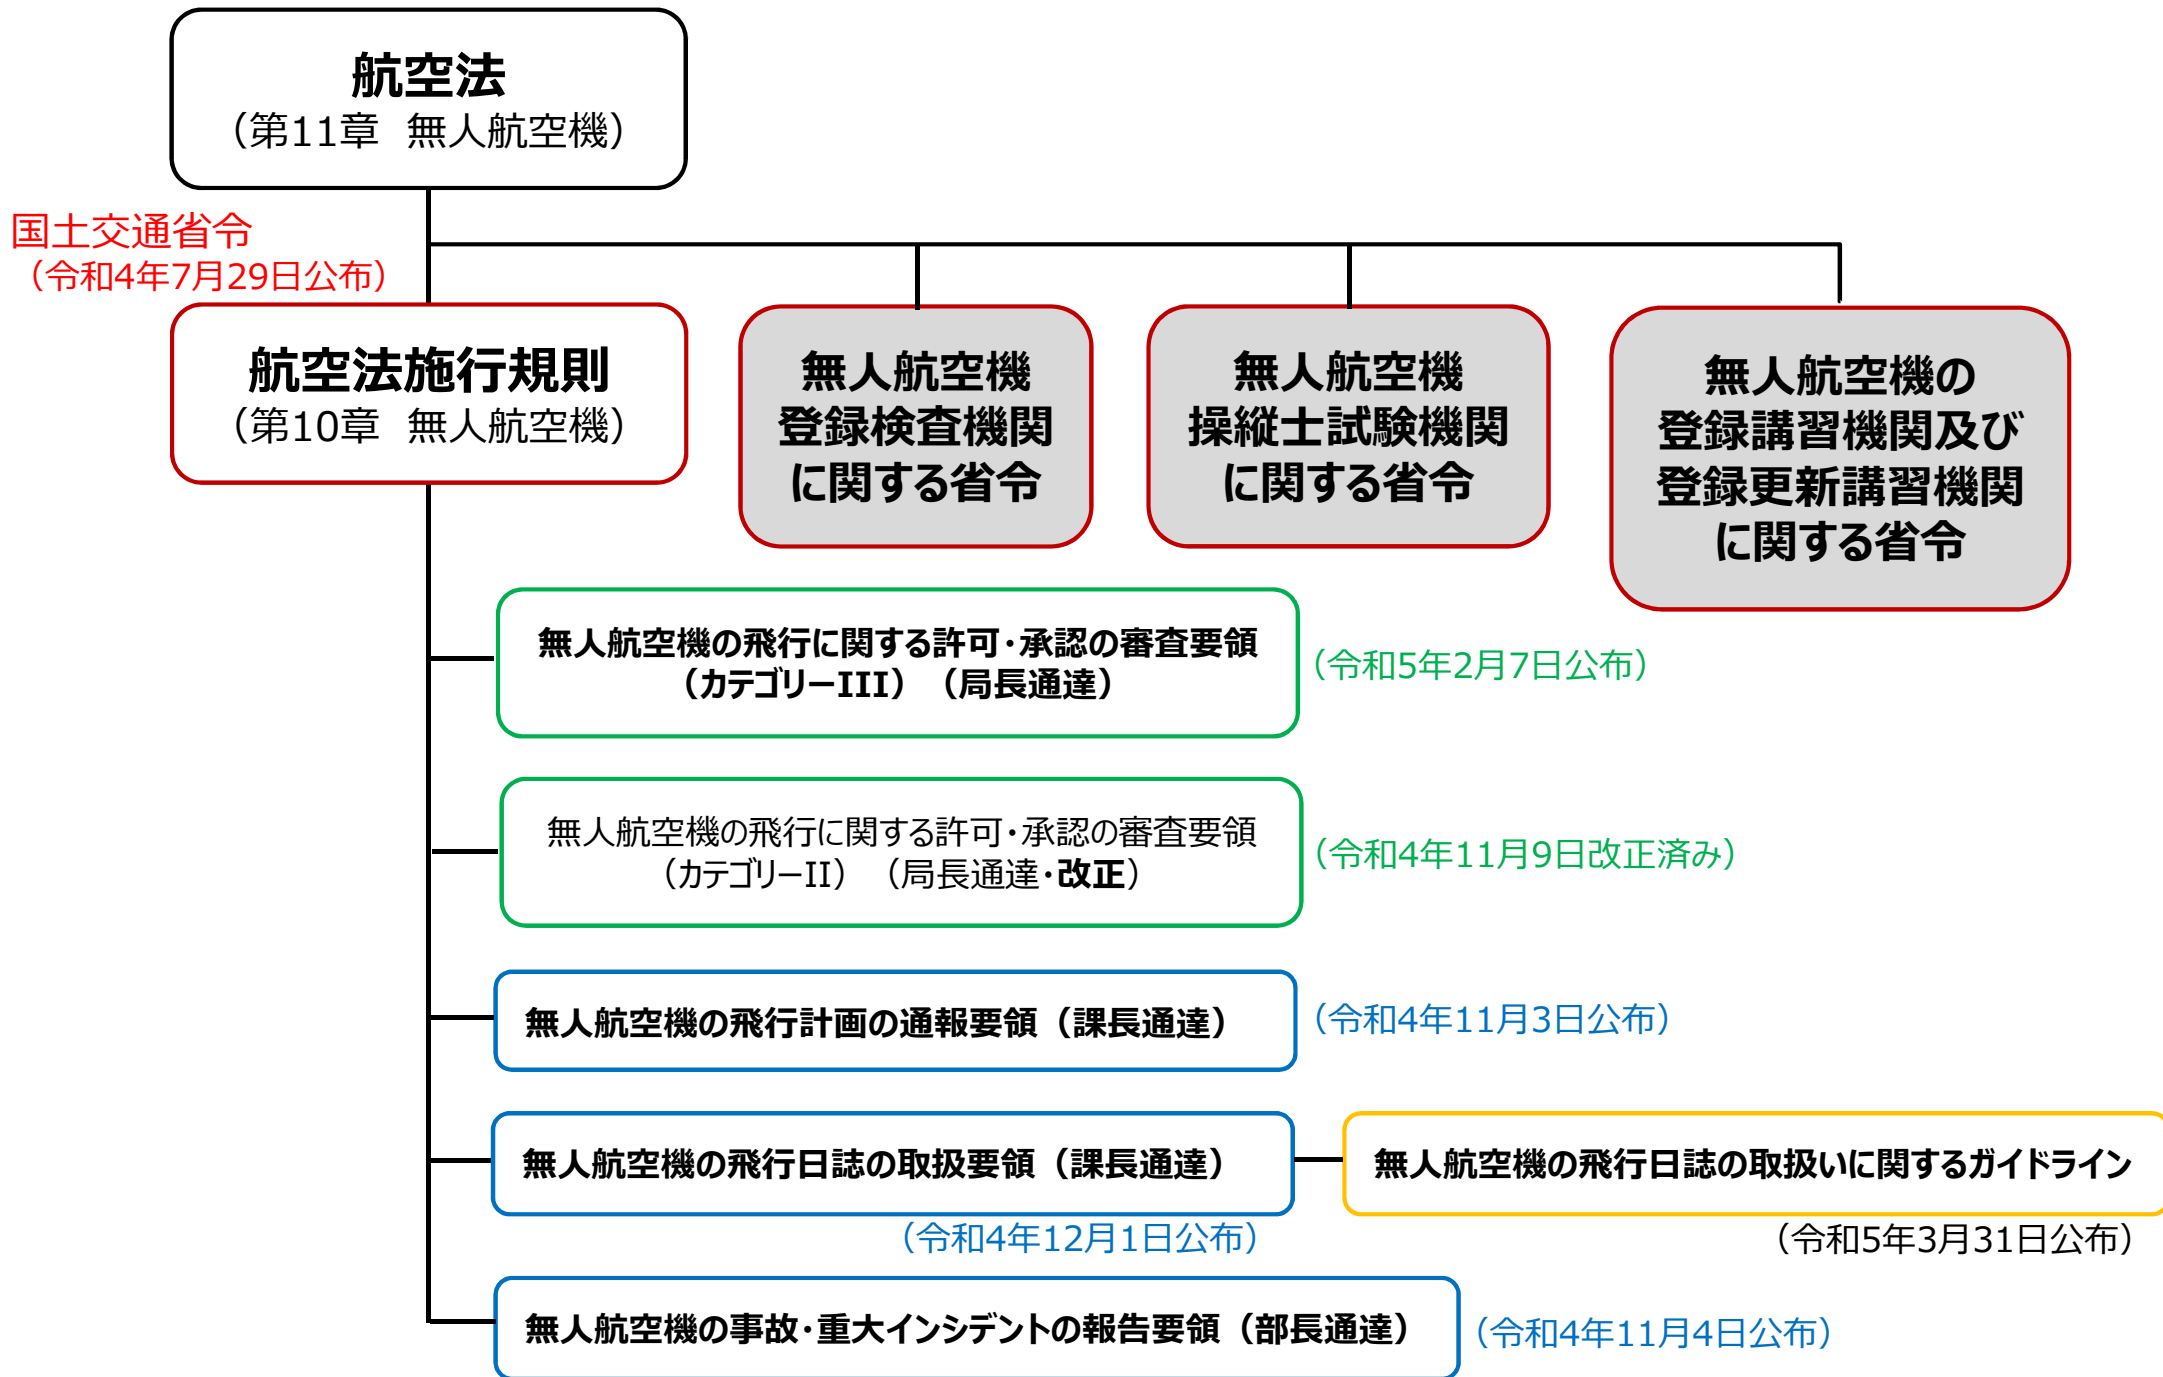 航空法
（第11章　無人航空機）
国土交通省令
（令和4年7月29日公布）
航空法施行規則
（第10章　無人航空機）
無人航空機
登録検査機関
に関する省令
無人航空機
操縦士試験機関
に関する省令
無人航空機の
登録講習機関及び
登録更新講習機関
に関する省令
無人航空機の飛行に関する許可・承認の審査要領
（カテゴリーIII）（局長通達）
（令和5年2月7日公布）
無人航空機の飛行に関する許可・承認の審査要領
（カテゴリーII）（局長通達・改正）
（令和4年11月9日改正済み）
無人航空機の飛行計画の通報要領（課長通達）
（令和4年11月3日公布）
無人航空機の飛行日誌の取扱要領（課長通達）
（令和4年12月1日公布）
無人航空機の飛行日誌の取扱いに関するガイドライン
（令和5年3月31日公布）
無人航空機の事故・重大インシデントの報告要領（部長通達）
（令和4年11月4日公布）